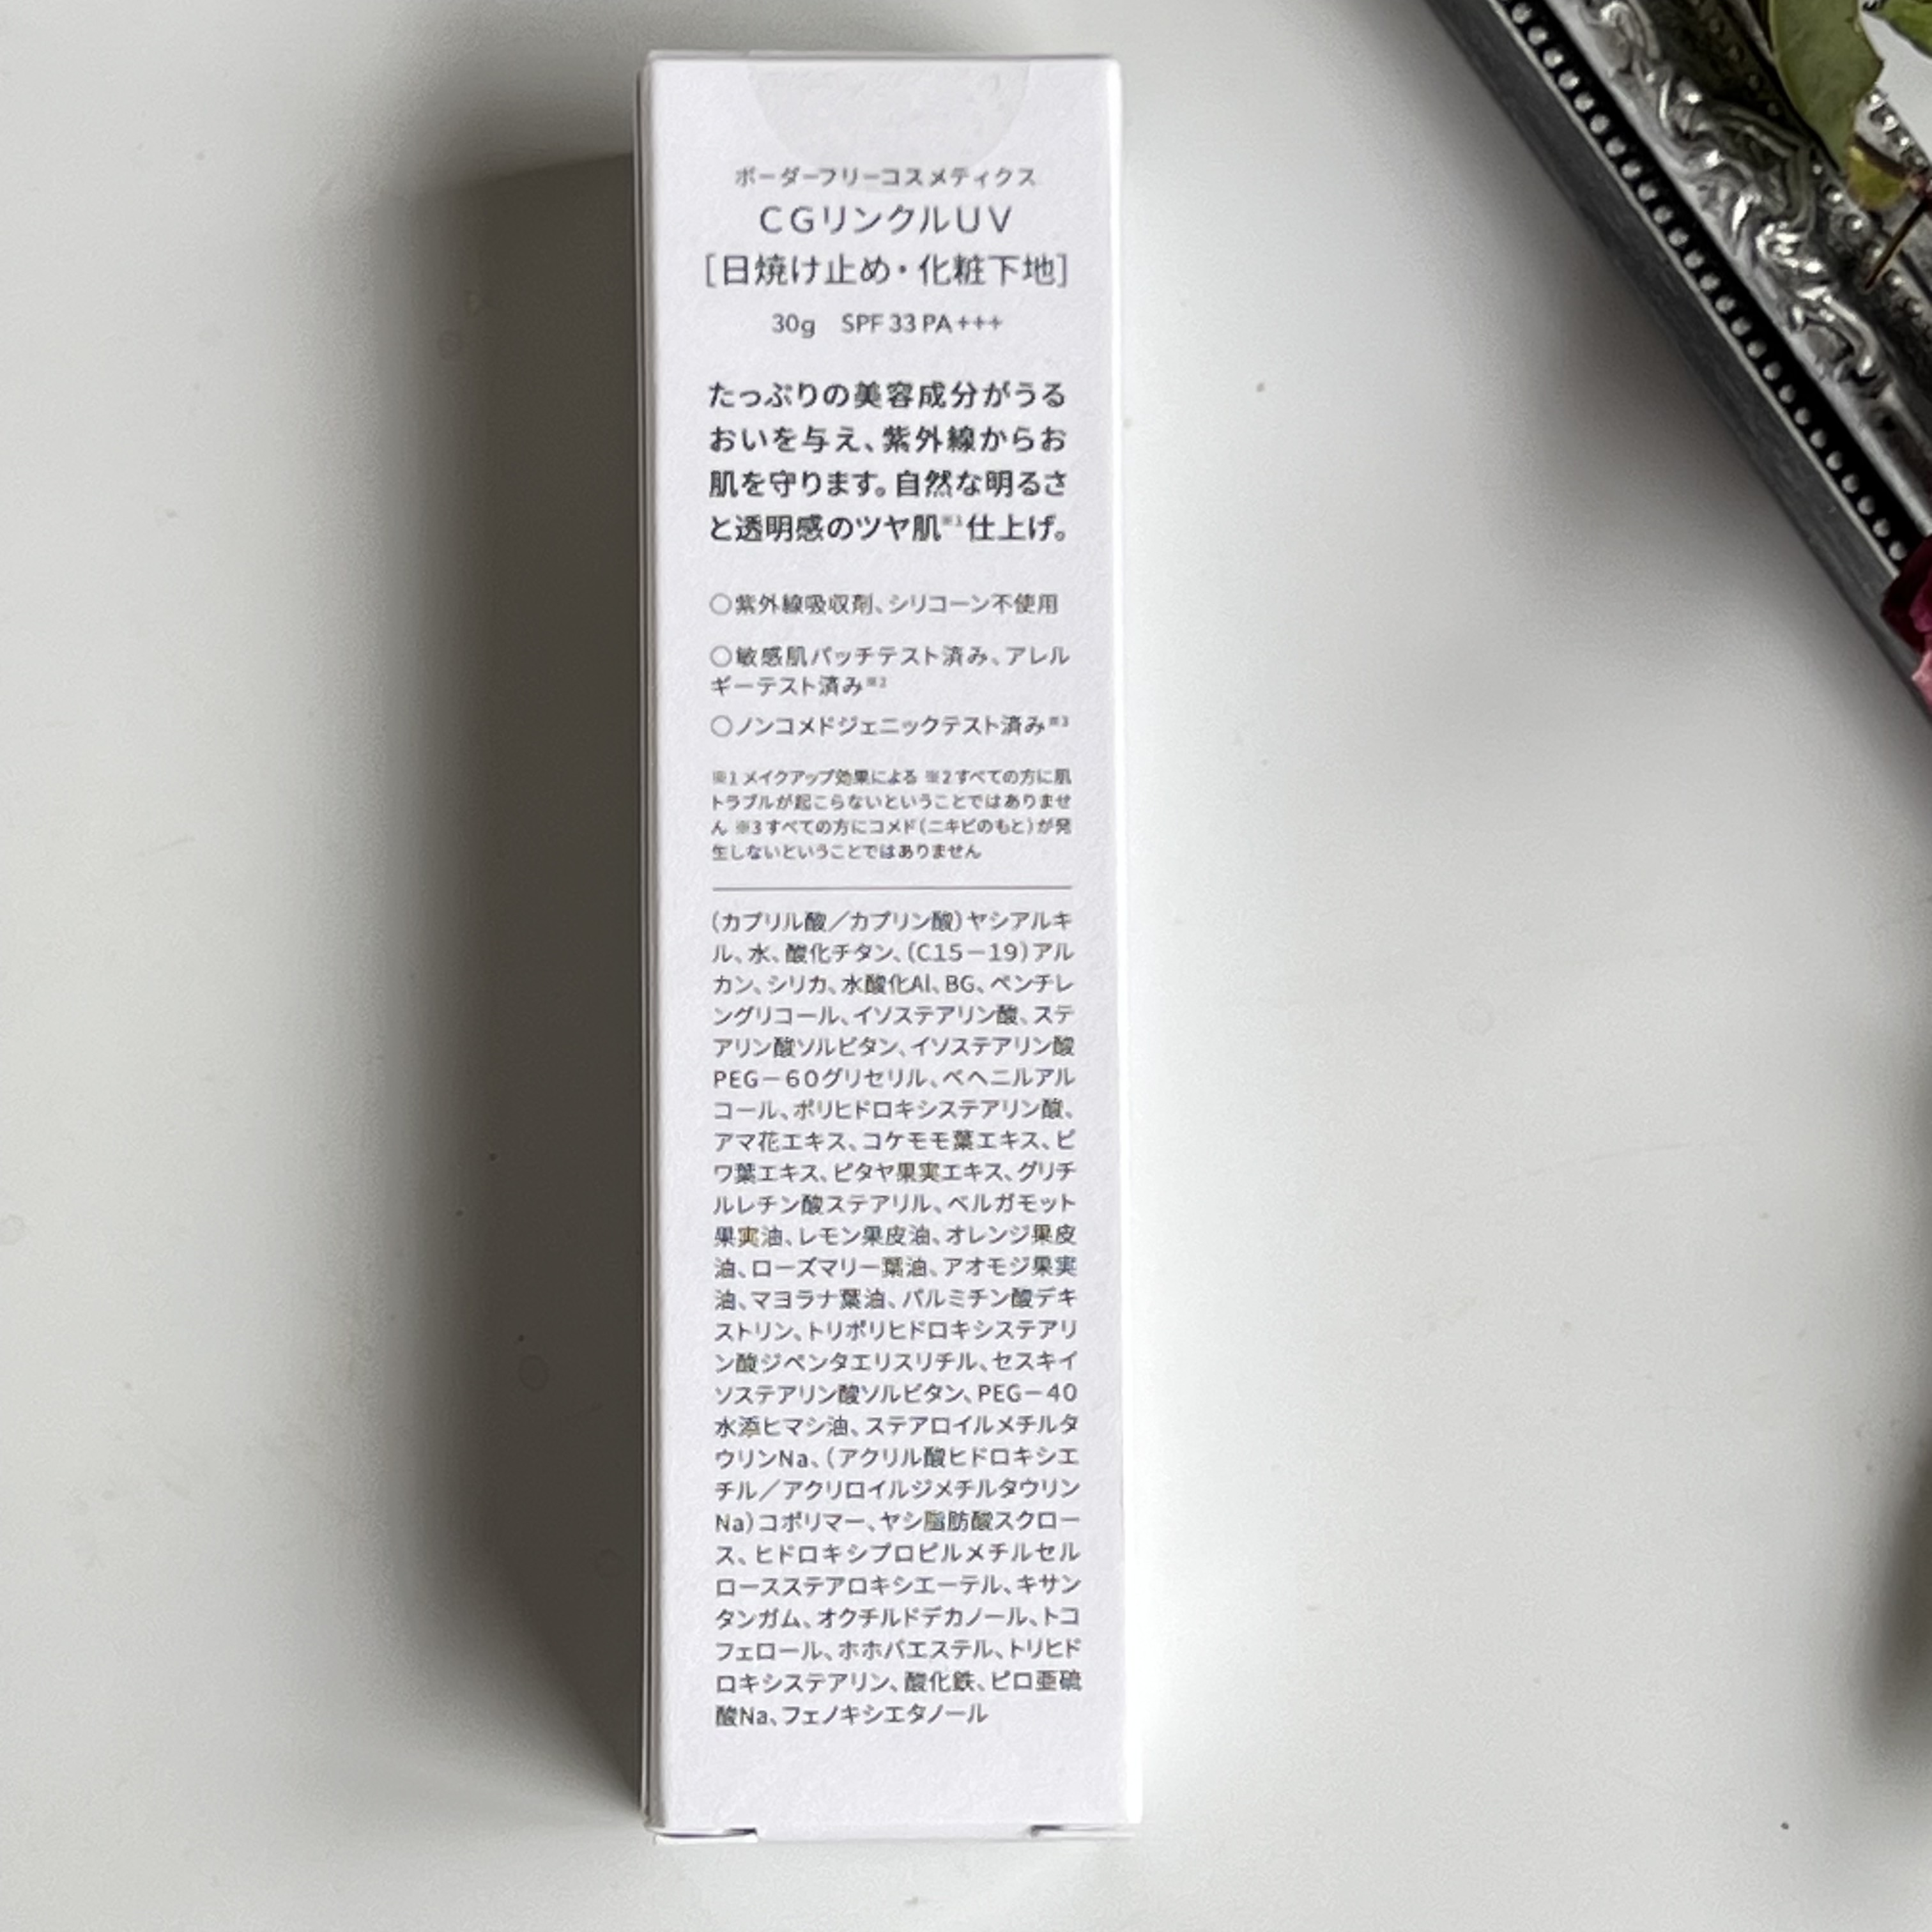 ボーダーフリーコスメティクス
CGリンクルUV
[日焼け止め・化粧下地]
30g SPF 33 PA+++
たっぷりの美容成分がうる
おいを与え、紫外線からお
肌を守ります。自然な明るさ
と透明感のツヤ肌※1仕上げ。
○紫外線吸収剤、シリコーン不使用
○敏感肌パッチテスト済み、アレル
ギーテスト済み※2
○ノンコメドジェニックテスト済み※3
※1 メイクアップ効果による ※2 すべての方に肌
トラブルが起こらないということではありませ
ん ※3 すべての方にコメド(ニキビのもと)が発
生しないということではありません
(カプリル酸/カプリン酸)ヤシアルキ
ル、水、酸化チタン、(C15-19)アル
カン、シリカ、水酸化Al、BG、ペンチレ
ングリコール、イソステアリン酸、ステ
アリン酸ソルビタン、イソステアリン酸
PEG-60グリセリル、ベヘニルアル
コール、ポリヒドロキシステアリン酸、
アマ花エキス、コケモモ葉エキス、ビ
ワ葉エキス、ピタヤ果実エキス、グリチ
ルレチン酸ステアリル、ベルガモット
果実油、レモン果皮油、オレンジ果皮
油、ローズマリー葉油、アオモジ果実
油、マヨラナ葉油、パルミチン酸デキ
ストリン、トリポリヒドロキシステアリ
ン酸ジペンタエリスリチル、セスキイ
ソステアリン酸ソルビタン、PEG-40
水添ヒマシ油、ステアロイルメチルタ
ウリンNa、(アクリル酸ヒドロキシエ
チル/アクリロイルジメチルタウリン
Na)コポリマー、ヤシ脂肪酸スクロー
ス、ヒドロキシプロピルメチルセル
ロースステアロキシエーテル、キサン
タンガム、オクチルドデカノール、トコ
フェロール、ホホバエステル、トリヒド
ロキシステアリン、酸化鉄、ピロ亜硫
酸Na、フェノキシエタノール